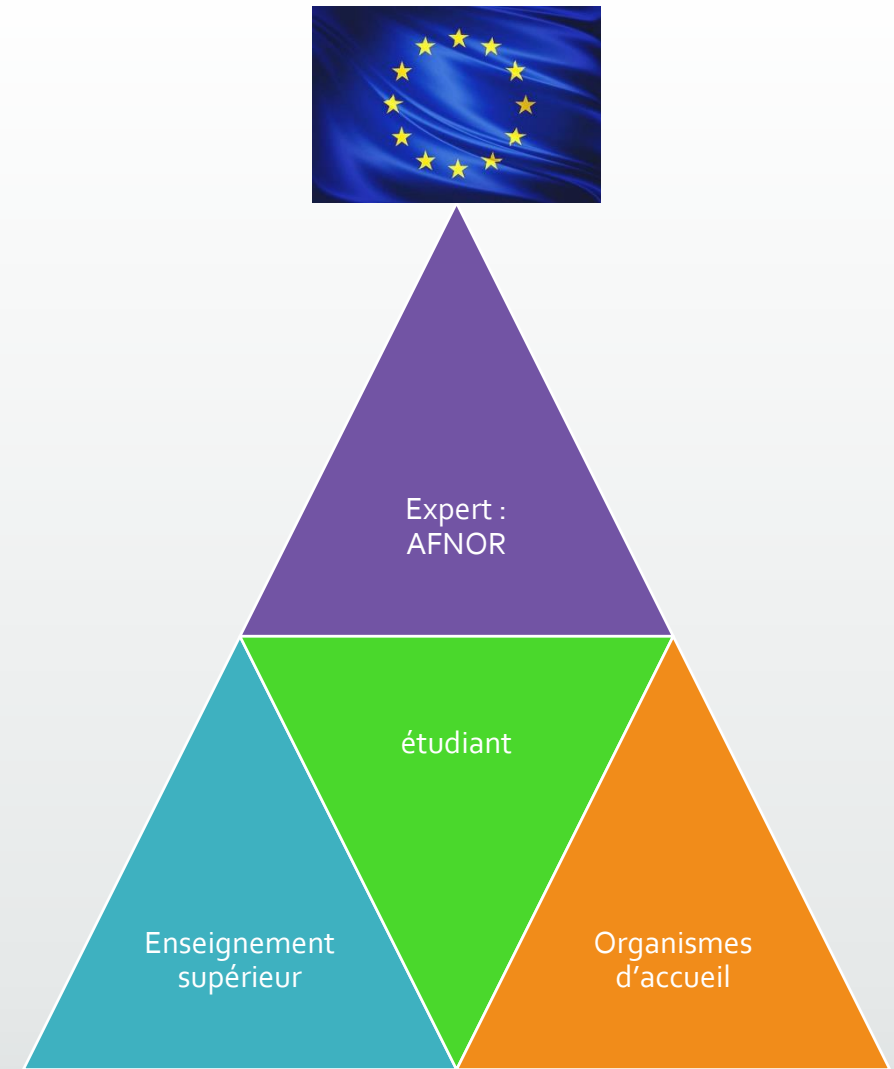 Expert :
AFNOR
étudiant
Enseignement
supérieur
Organismes
d’accueil